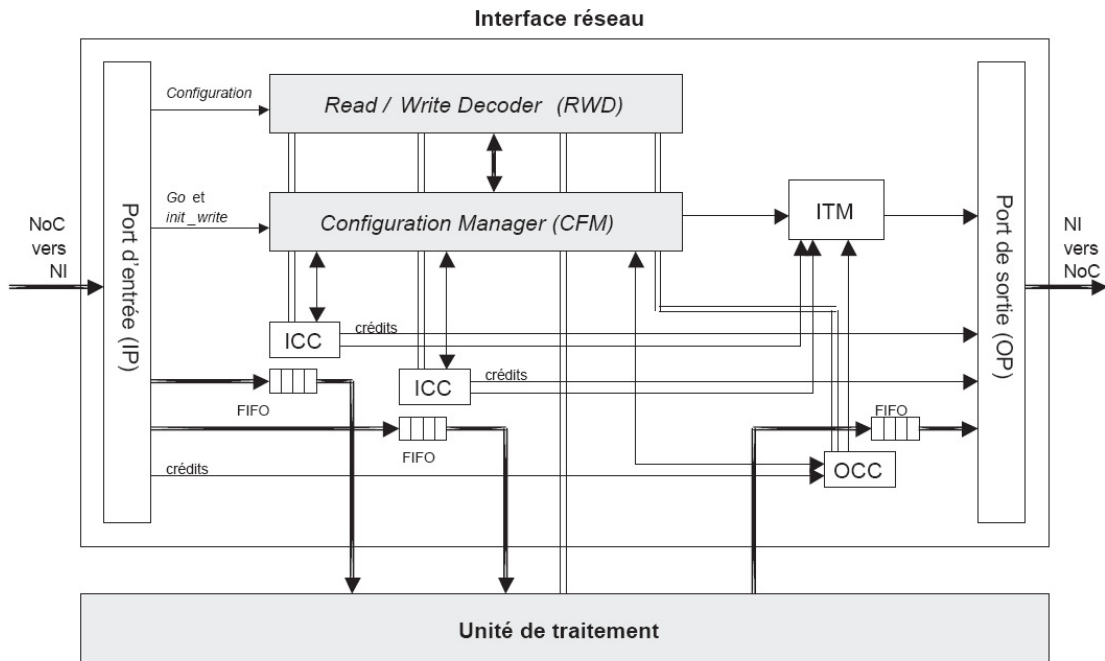 Interface réseau
Configuration
Read / Write Decoder (RWD)
Go et
init_write
Configuration Manager (CFM)
ITM
NoC
vers
NI
Port d'entrée (IP)
Port de sortie (OP)
NI
vers
NoC
ICC
crédits
ICC
crédits
FIFO
FIFO
FIFO
crédits
OCC
Unité de traitement